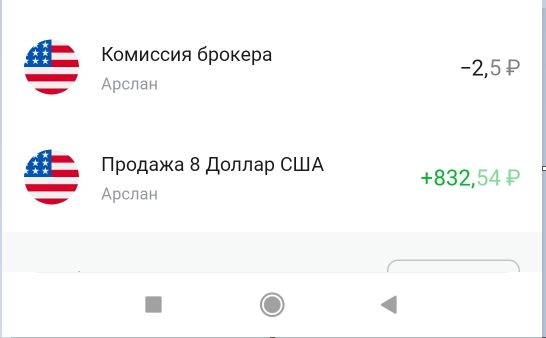 Комиссия брокера
−2,5 ₽
Арслан
Продажа 8 Доллар США
+832,54 ₽
Арслан